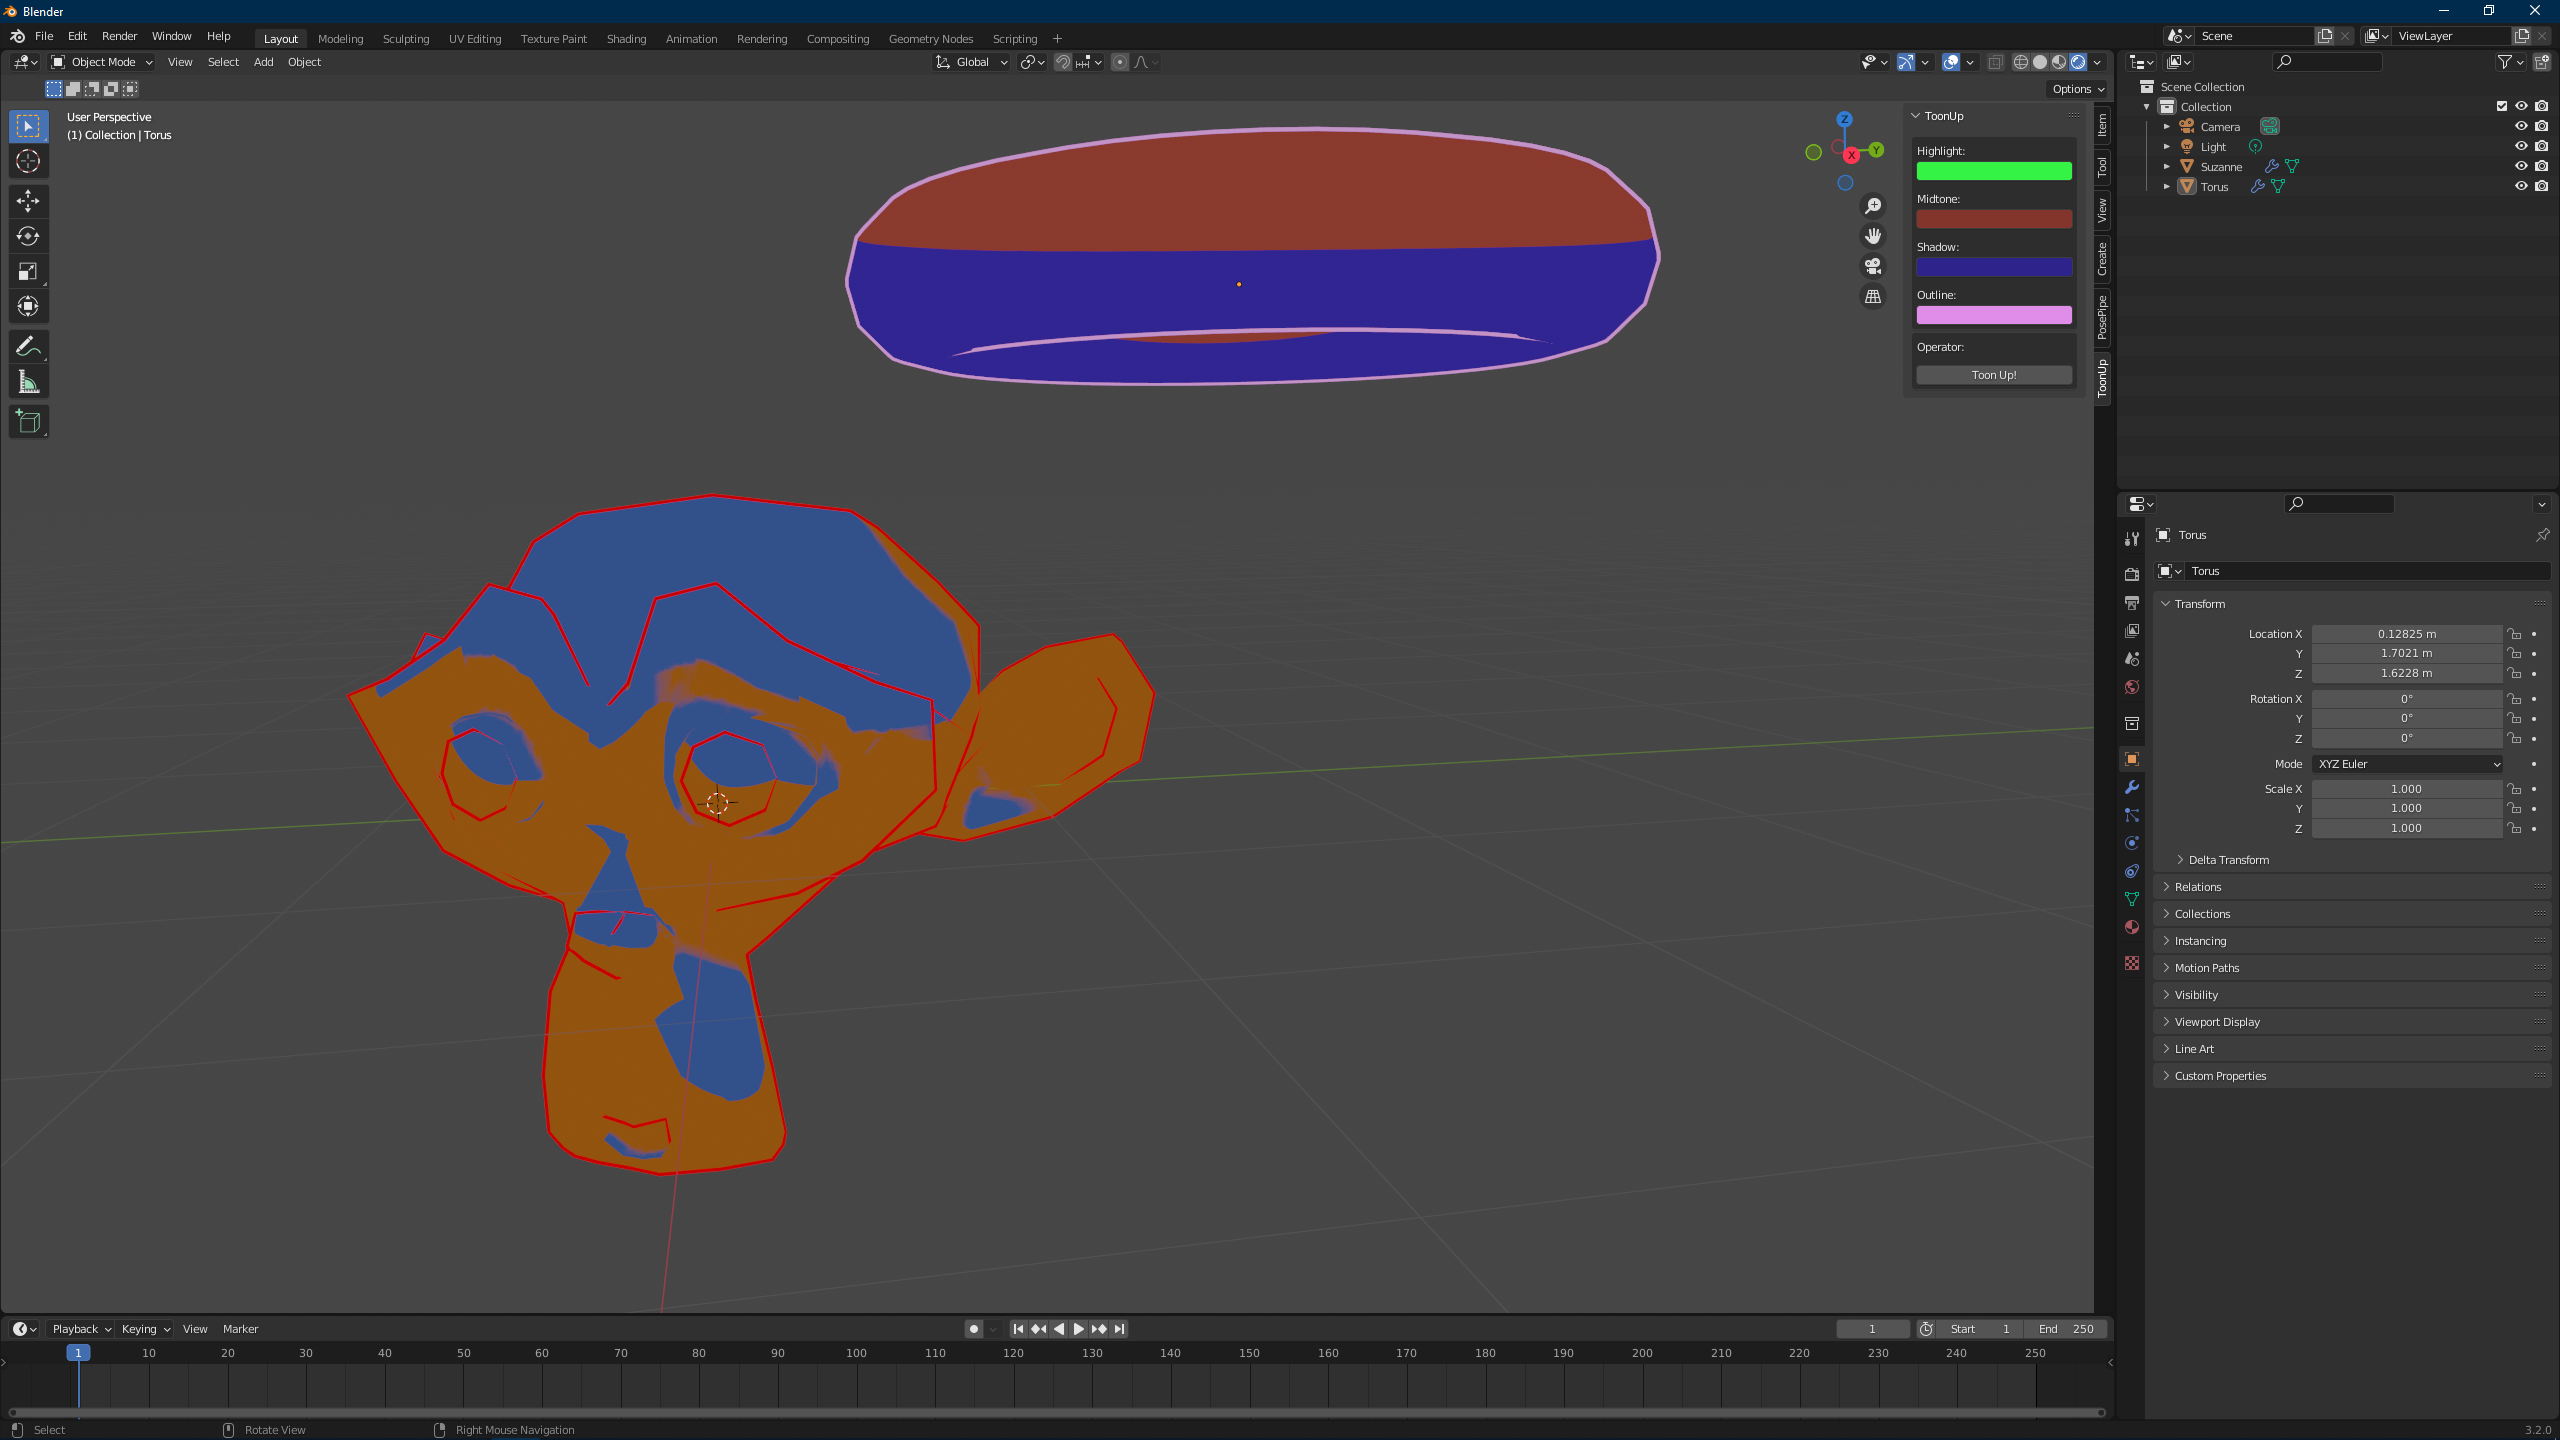 Blender
File Edit Render Window Help Layout Modeling Sculpting UV Editing Texture Paint Shading Animation Rendering Compositing Geometry Nodes Scripting + Scene ViewLayer
Object Mode View Select Add Object Global
Options
User Perspective
(1) Collection | Torus
Z
Y
X
ToonUp
Highlight:
Midtone:
Shadow:
Outline:
Operator:
Toon Up!
Item
Tool
View
Create
PosePipe
ToonUp
Scene Collection
Collection
Camera
Light
Suzanne
Torus
Torus
Torus
Transform
Location X 0.12825 m
Y 1.7021 m
Z 1.6228 m
Rotation X 0°
Y 0°
Z 0°
Mode XYZ Euler
Scale X 1.000
Y 1.000
Z 1.000
Delta Transform
Relations
Collections
Instancing
Motion Paths
Visibility
Viewport Display
Line Art
Custom Properties
Playback Keying View Marker 1 Start 1 End 250
1 10 20 30 40 50 60 70 80 90 100 110 120 130 140 150 160 170 180 190 200 210 220 230 240 250
Select Rotate View Right Mouse Navigation 3.2.0